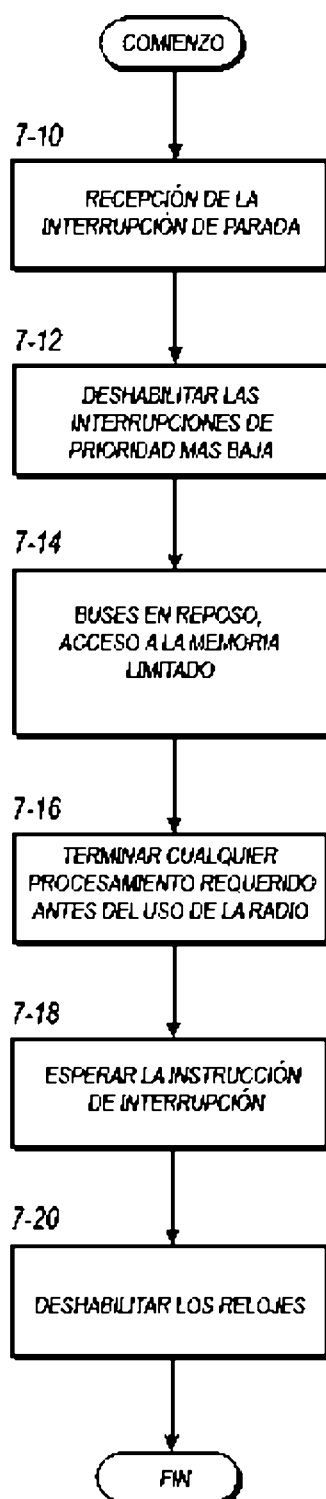 COMIENZO
7-10
RECEPCIÓN DE LA
INTERRUPCIÓN DE PARADA
7-12
DESHABILITAR LAS
INTERRUPCIONES DE
PRIORIDAD MAS BAJA
7-14
BUSES EN REPOSO,
ACCESO A LA MEMORIA
LIMITADO
7-16
TERMINAR CUALQUIER
PROCESAMIENTO REQUERIDO
ANTES DEL USO DE LA RADIO
7-18
ESPERAR LA INSTRUCCIÓN
DE INTERRUPCIÓN
7-20
DESHABILITAR LOS RELOJES
FIN